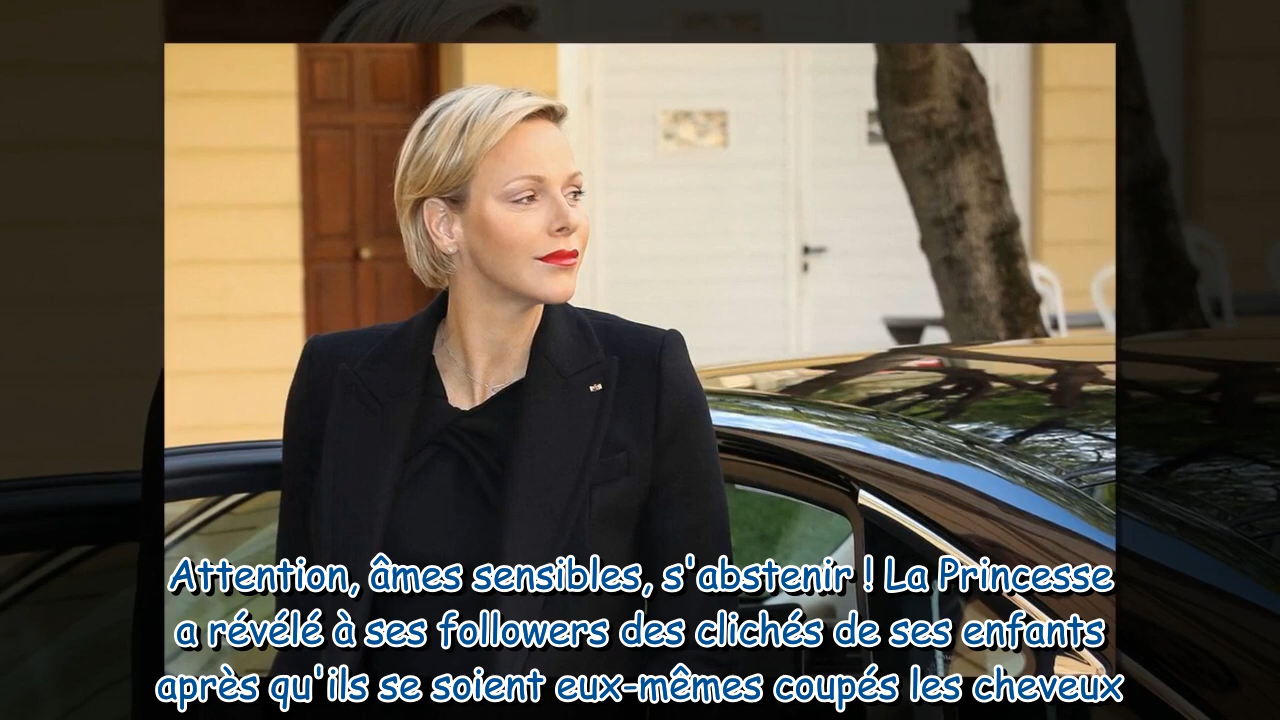 Attention, âmes sensibles, s'abstenir ! La Princesse
a révélé à ses followers des clichés de ses enfants
après qu'ils se soient eux-mêmes coupés les cheveux